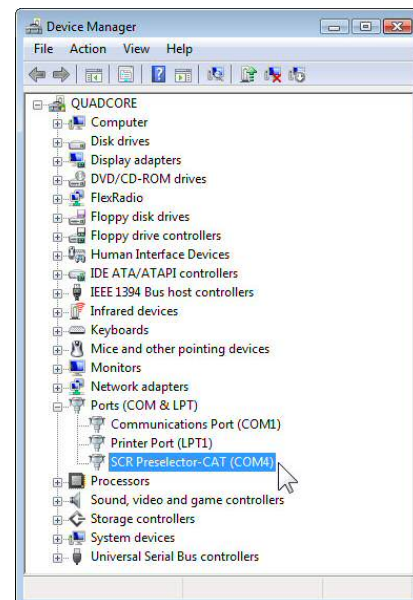 Device Manager
File Action View Help
QUADCORE
Computer
Disk drives
Display adapters
DVD/CD-ROM drives
FlexRadio
Floppy disk drives
Floppy drive controllers
Human Interface Devices
IDE ATA/ATAPI controllers
IEEE 1394 Bus host controllers
Infrared devices
Keyboards
Mice and other pointing devices
Monitors
Network adapters
Ports (COM & LPT)
Communications Port (COM1)
Printer Port (LPT1)
SCR Preselector-CAT (COM4)
Processors
Sound, video and game controllers
Storage controllers
System devices
Universal Serial Bus controllers